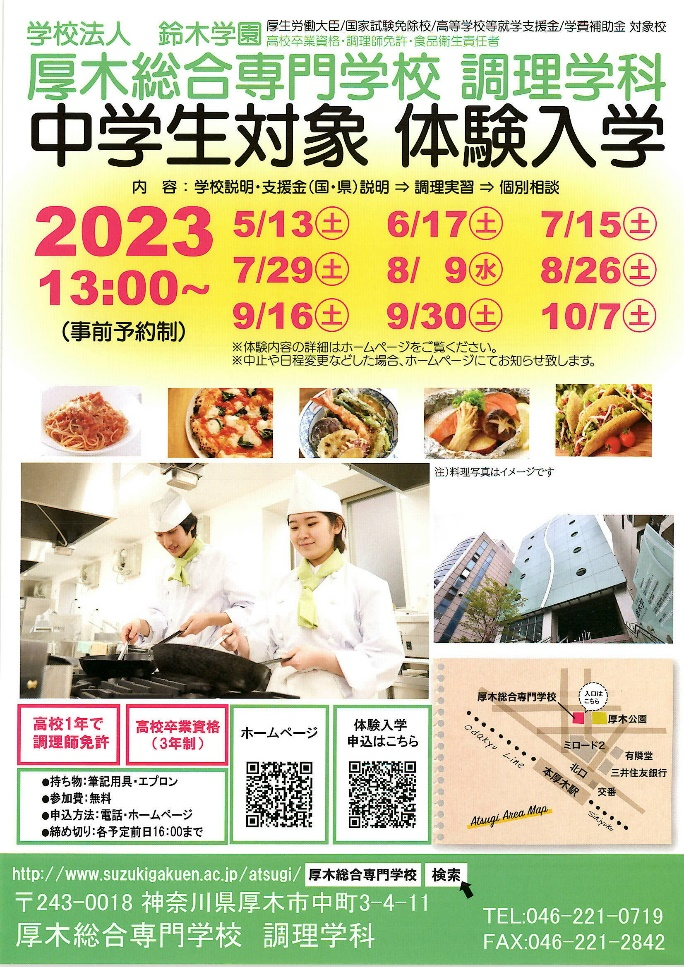 学校法人 鈴木学園
厚生労働大臣/国家試験免除校/高等学校等就学支援金/学費補助金 対象校
高校卒業資格・調理師免許・食品衛生責任者
厚木総合専門学校 調理学科
中学生対象 体験入学
内 容：学校説明・支援金(国・県)説明 ⇒ 調理実習 ⇒ 個別相談
2023
13:00~
(事前予約制)
5/13㊏ 6/17㊏ 7/15㊏
7/29㊏ 8/ 9㊌ 8/26㊏
9/16㊏ 9/30㊏ 10/7㊏
※体験内容の詳細はホームページをご覧ください。
※中止や日程変更などした場合、ホームページにてお知らせ致します。
注)料理写真はイメージです
高校1年で
調理師免許
高校卒業資格
(3年制)
ホームページ
体験入学
申込はこちら
●持ち物：筆記用具・エプロン
●参加費：無料
●申込方法：電話・ホームページ
●締め切り：各予定前日16:00まで
厚木総合専門学校
入口は
こちら
厚木公園
ミロード2
有隣堂
三井住友銀行
北口
交番
本厚木駅
Odakyu Line
Shinjuku
Atsugi Area Map
http://www.suzukigakuen.ac.jp/atsugi/ 厚木総合専門学校 検索
〒243-0018 神奈川県厚木市中町3-4-11
厚木総合専門学校 調理学科
TEL:046-221-0719
FAX:046-221-2842